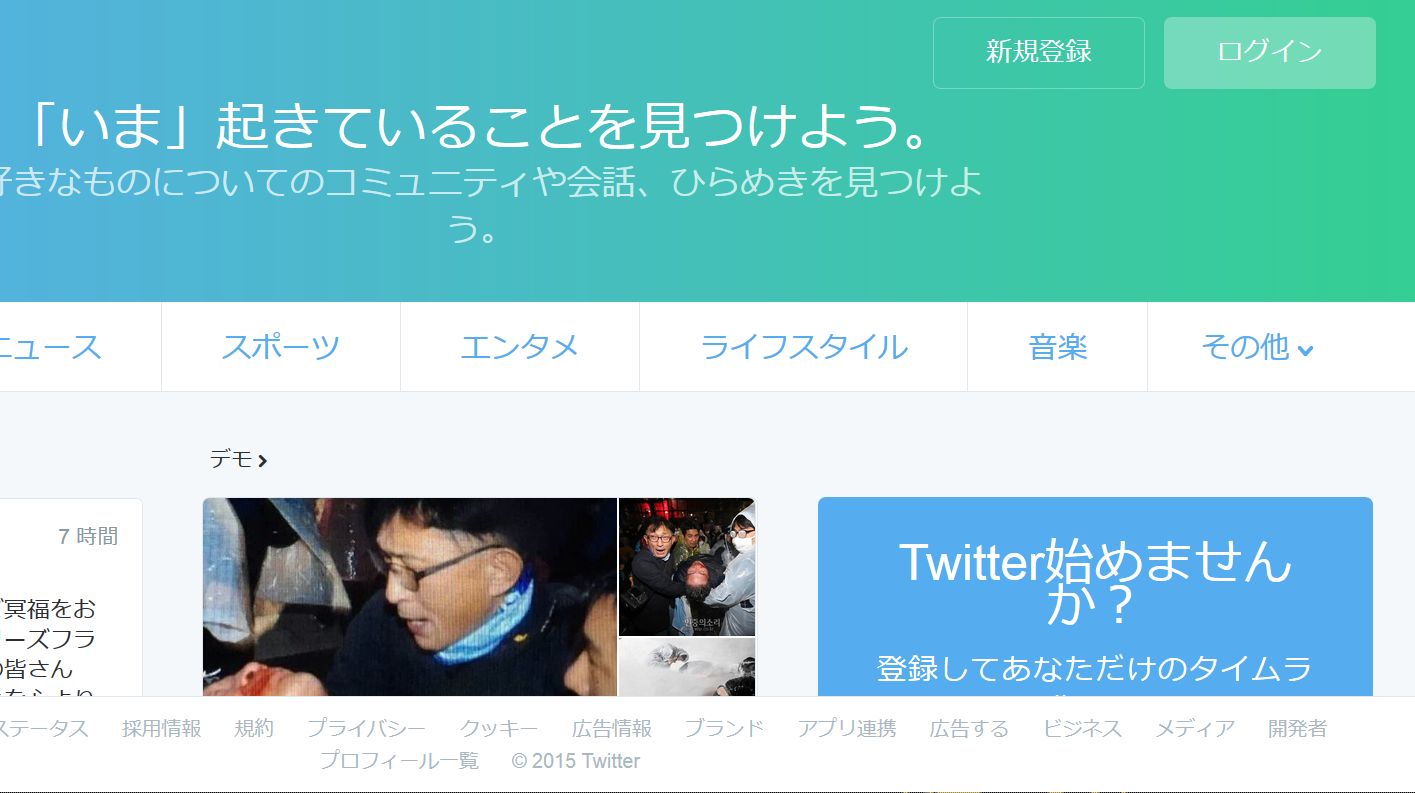 新規登録
ログイン
「いま」起きていることを見つけよう。
好きなものについてのコミュニティや会話、ひらめきを見つけよ
う。
ニュース
スポーツ
エンタメ
ライフスタイル
音楽
その他
デモ
7 時間
冥福をお
ーズフラ
の皆さん
민중의소리
Twitter始めません
か？
登録してあなただけのタイムラ
ステータス 採用情報 規約 プライバシー クッキー 広告情報 ブランド アプリ連携 広告する ビジネス メディア 開発者
プロフィール一覧 © 2015 Twitter